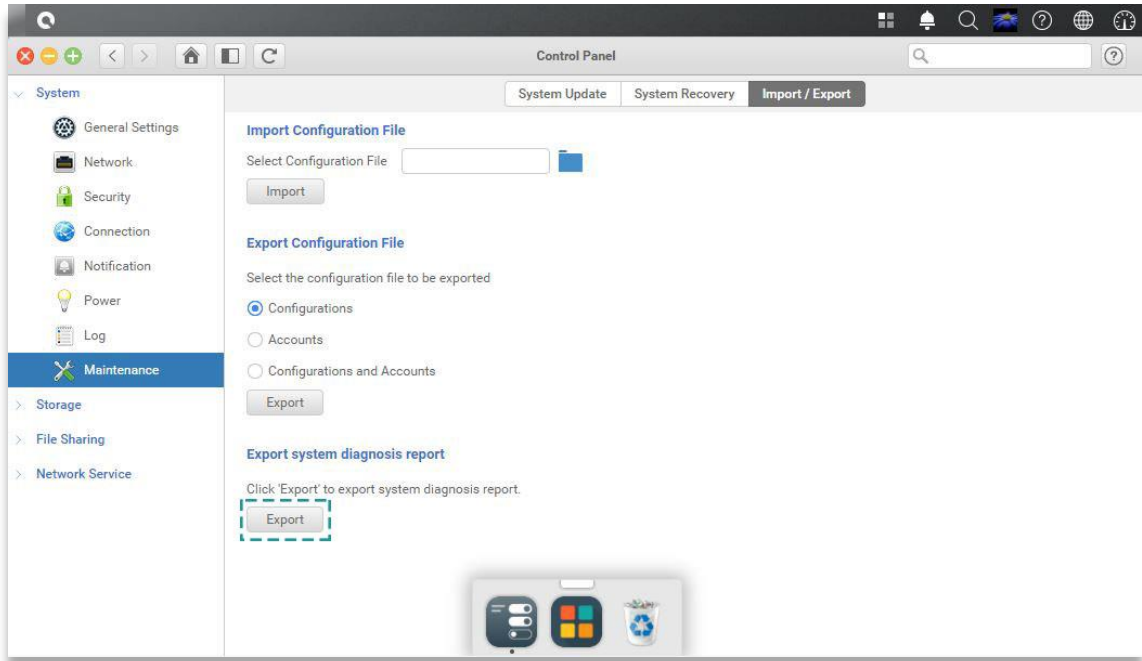 Control Panel
System
General Settings
Network
Security
Connection
Notification
Power
Log
Maintenance
Storage
File Sharing
Network Service
System Update
System Recovery
Import / Export
Import Configuration File
Select Configuration File
Import
Export Configuration File
Select the configuration file to be exported
Configurations
Accounts
Configurations and Accounts
Export
Export system diagnosis report
Click 'Export' to export system diagnosis report.
Export